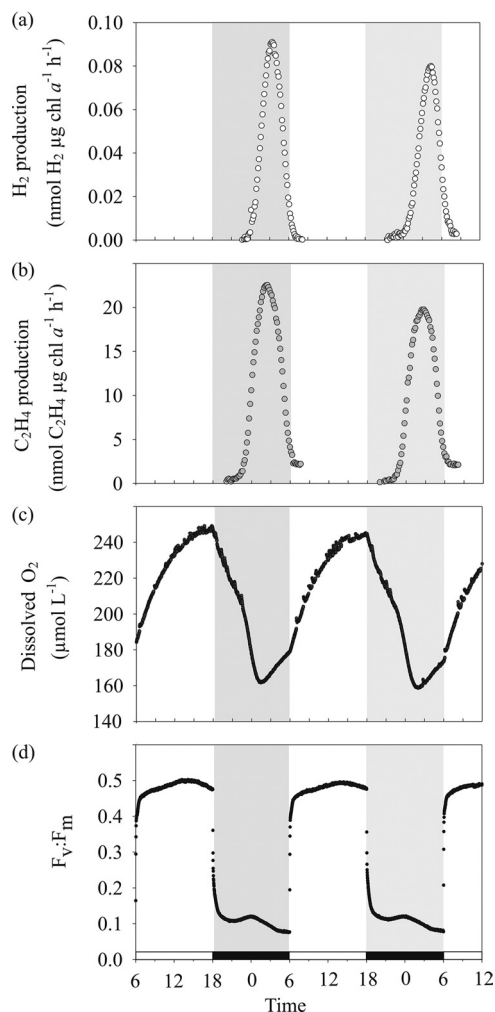 (a)
H₂ production
(nmol H₂ µg chl a⁻¹ h⁻¹)
0.10
0.08
0.06
0.04
0.02
0.00
(b)
C₂H₄ production
(nmol C₂H₄ µg chl a⁻¹ h⁻¹)
20
15
10
5
0
(c)
Dissolved O₂
(µmol L⁻¹)
240
220
200
180
160
140
(d)
Fᵥ:Fₘ
0.5
0.4
0.3
0.2
0.1
0.0
6 12 18 0 6 12 18 0 6 12
Time